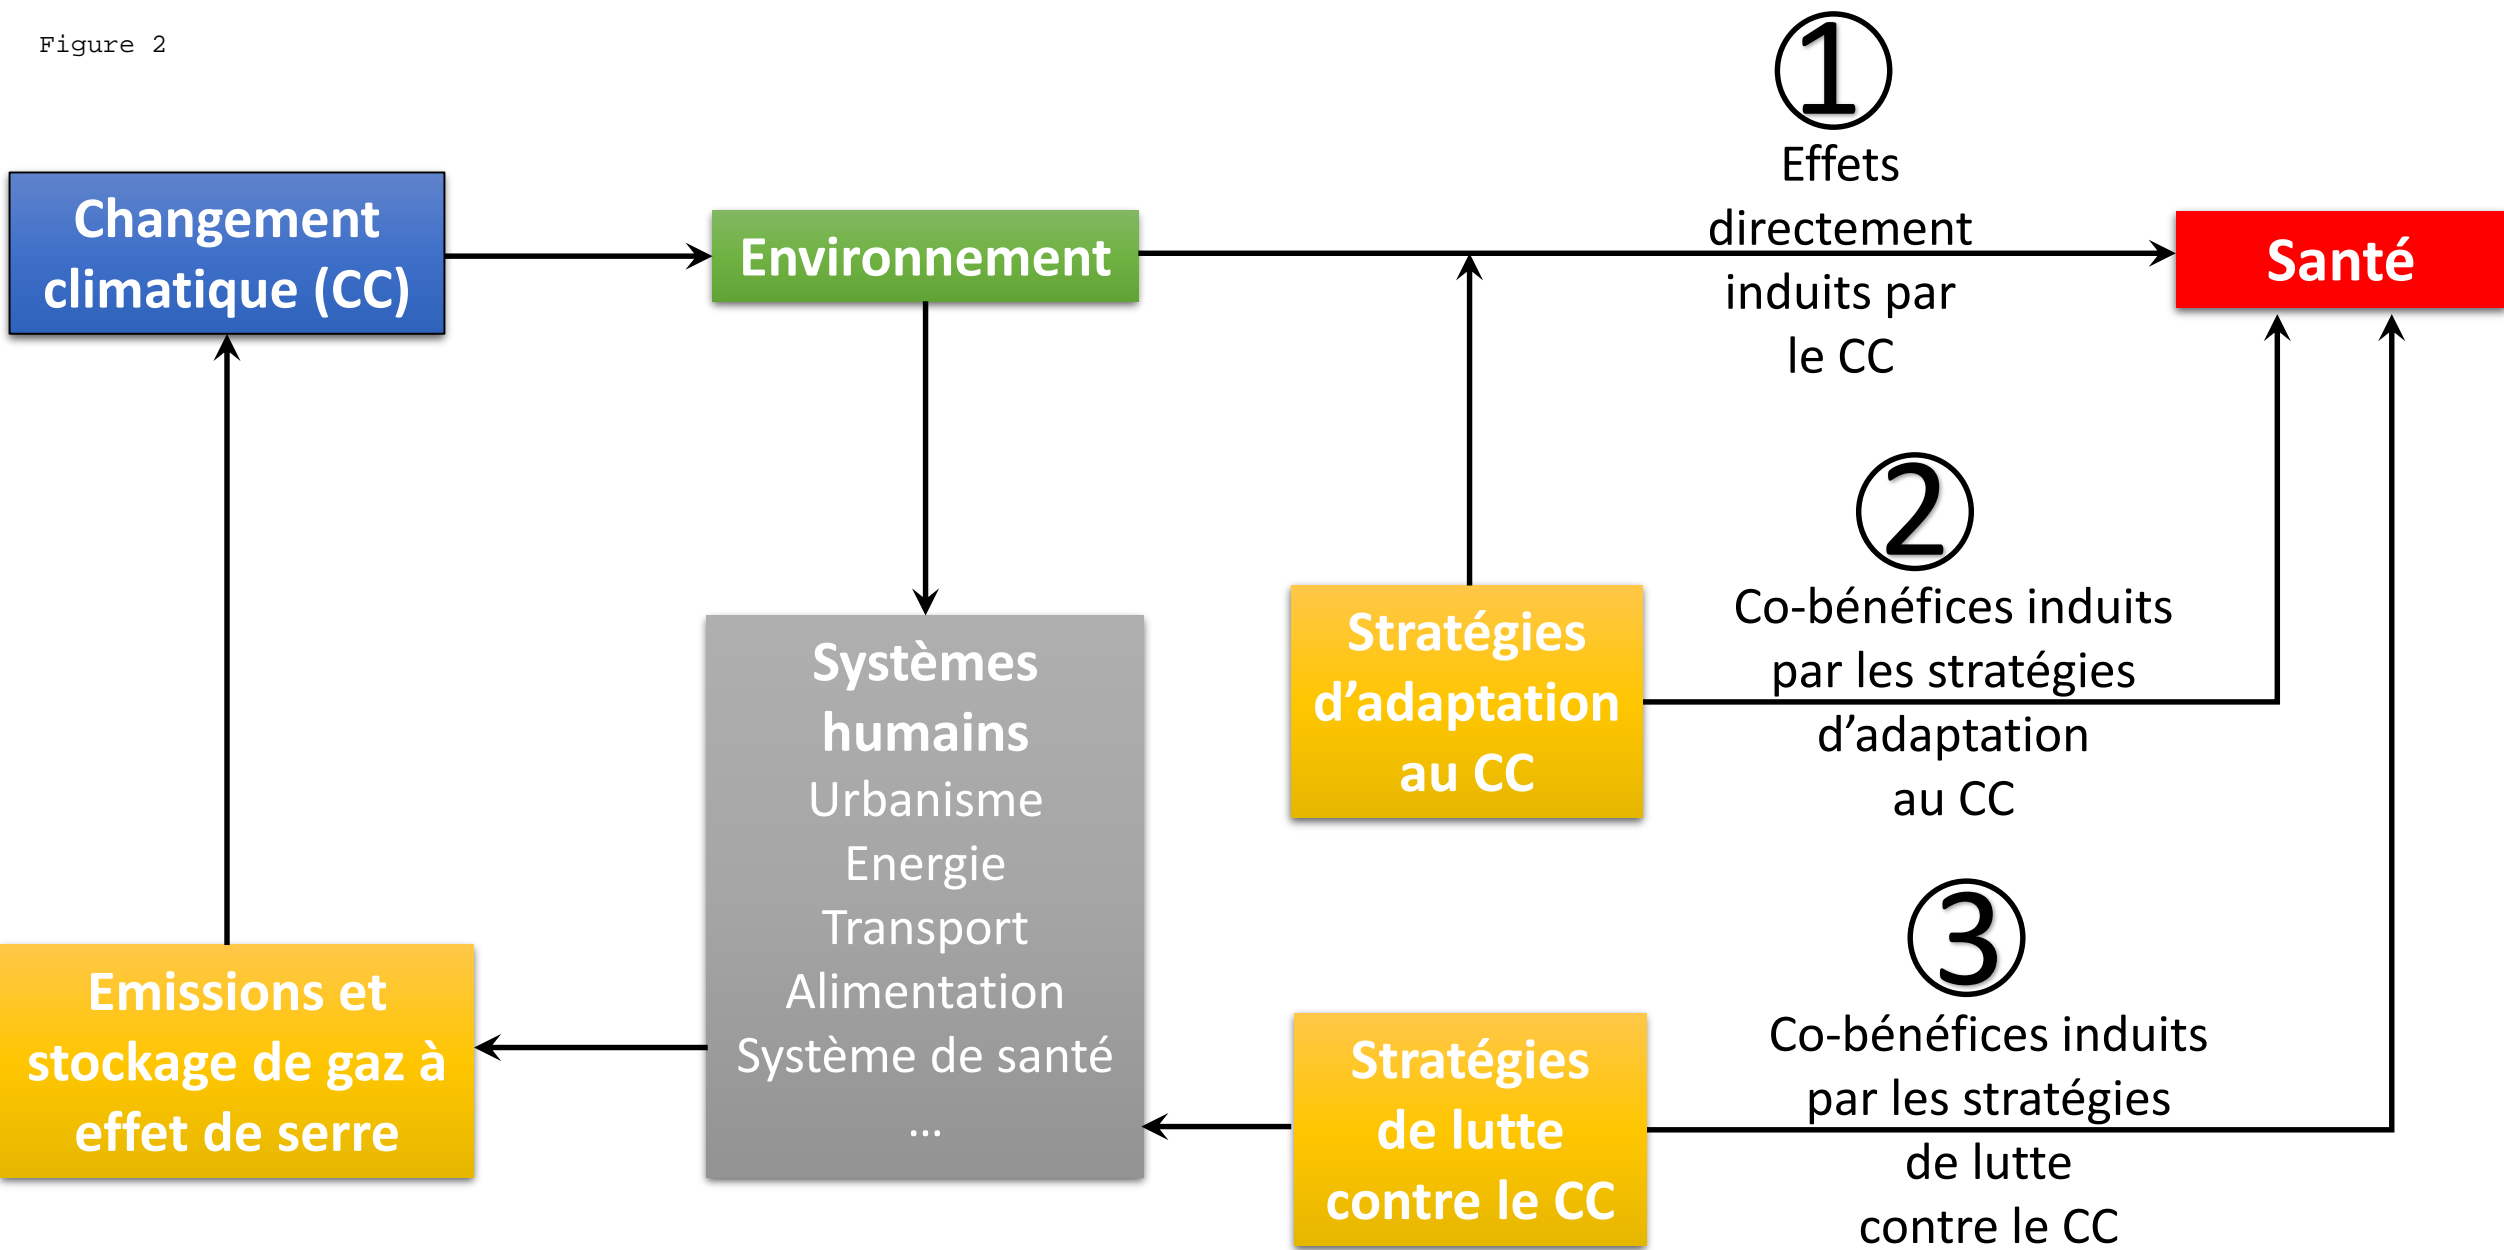 Figure 2
Changement
climatique (CC)
Environnement
①
Effets
directement
induits par
le CC
Santé
Systèmes
humains
Urbanisme
Energie
Transport
Alimentation
Système de santé
...
Stratégies
d’adaptation
au CC
②
Co-bénéfices induits
par les stratégies
d’adaptation
au CC
Emissions et
stockage de gaz à
effet de serre
Stratégies
de lutte
contre le CC
③
Co-bénéfices induits
par les stratégies
de lutte
contre le CC